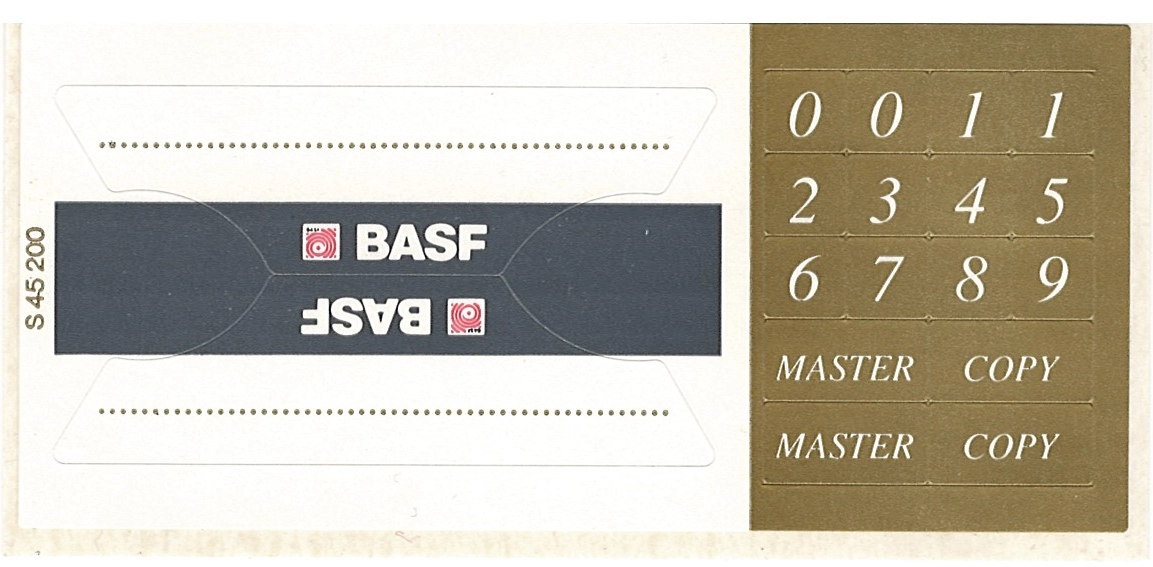 S 45 200
BASF
BASF
0 0 1 1
2 3 4 5
6 7 8 9
MASTER COPY
MASTER COPY